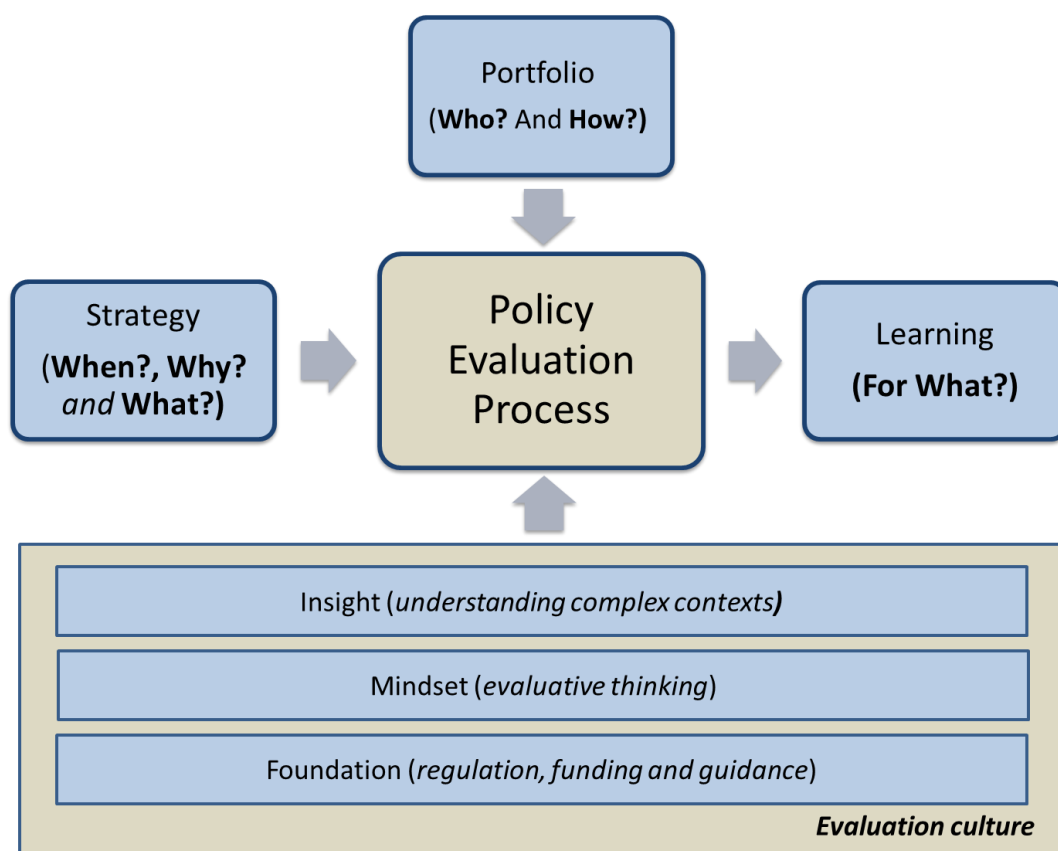 Portfolio
(Who? And How?)
Strategy
(When?, Why?
and What?)
Policy
Evaluation
Process
Learning
(For What?)
Insight (understanding complex contexts)
Mindset (evaluative thinking)
Foundation (regulation, funding and guidance)
Evaluation culture